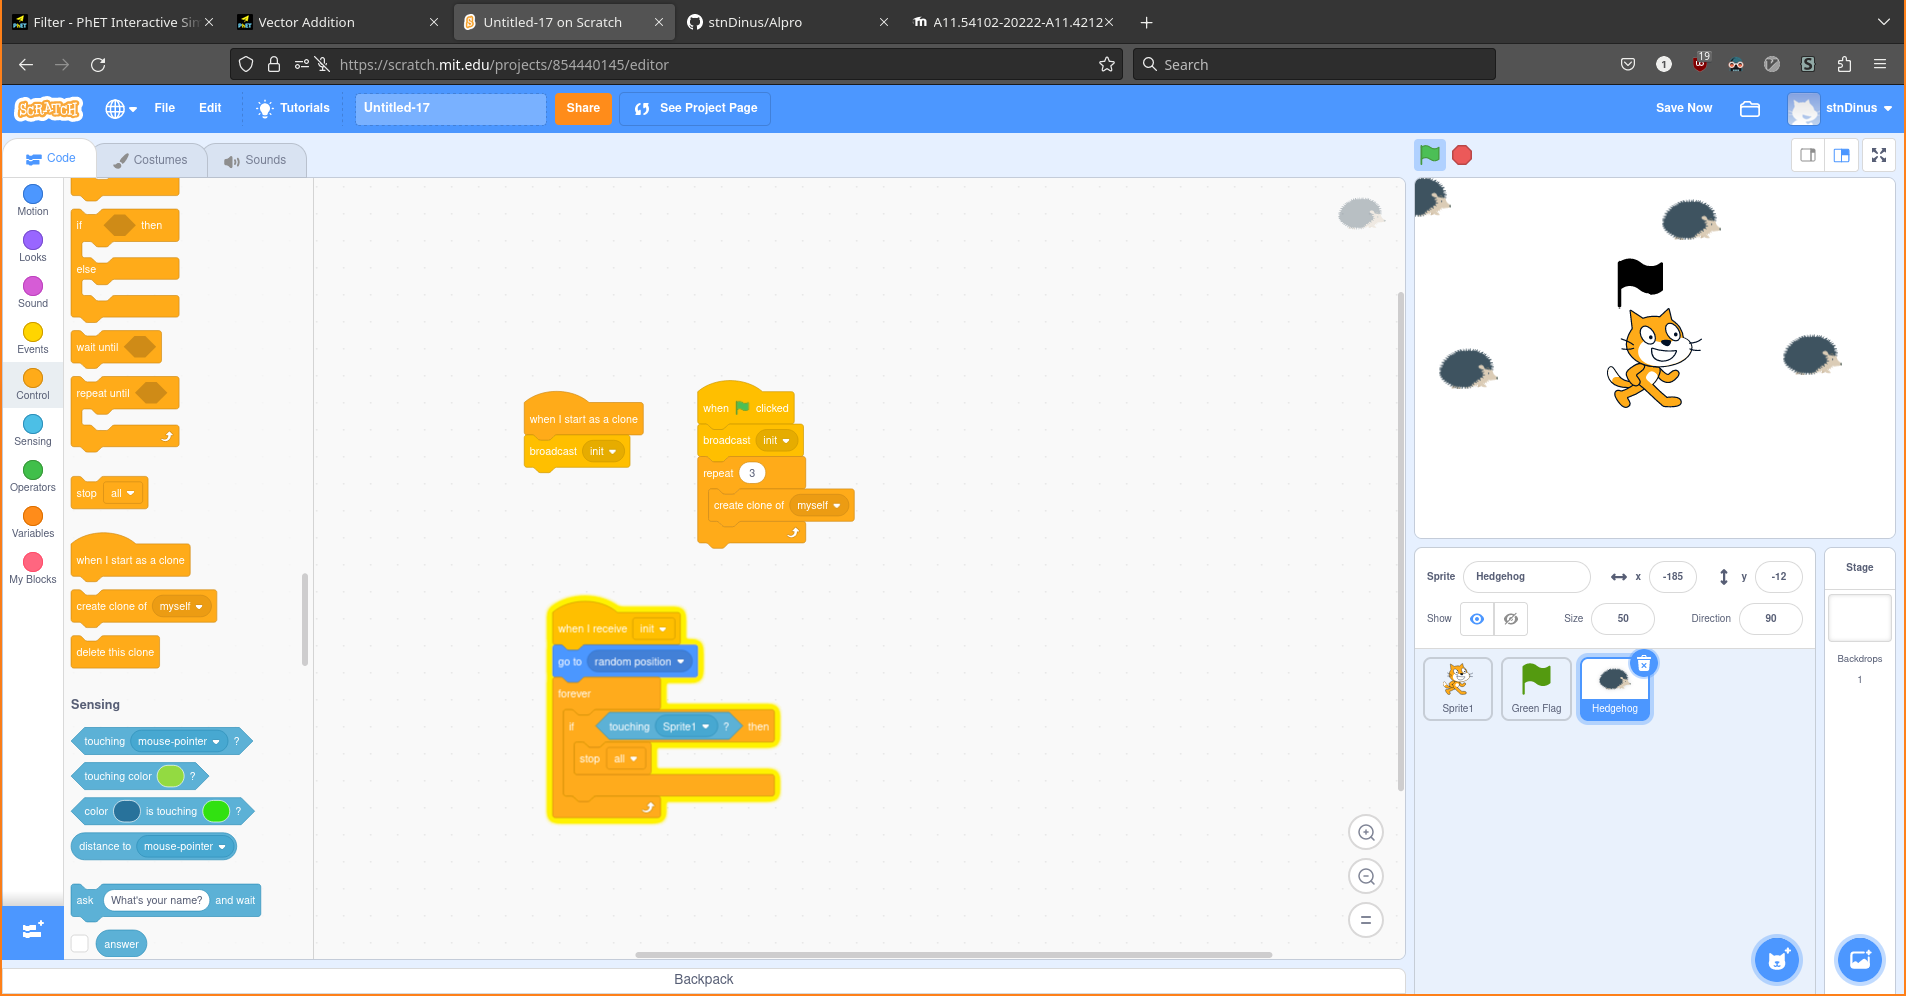 Filter - PhET Interactive Sim
Vector Addition
Untitled-17 on Scratch
stnDinus/Alpro
A11.54102-20222-A11.4212
https://scratch.mit.edu/projects/854440145/editor
Search
1
19
SCRATCH
File
Edit
Tutorials
Untitled-17
Share
See Project Page
Save Now
stnDinus
Code
Costumes
Sounds
Motion
Looks
Sound
Events
Control
Sensing
Operators
Variables
My Blocks
if then
else
wait until
repeat until
stop all
when I start as a clone
create clone of myself
delete this clone
Sensing
touching mouse-pointer ?
touching color ?
color is touching ?
distance to mouse-pointer
ask What's your name? and wait
answer
when I start as a clone
broadcast init
when clicked
broadcast init
repeat 3
create clone of myself
when I receive init
go to random position
forever
if touching Sprite1 ? then
stop all
Backpack
Sprite Hedgehog x -185 y -12
Show Size 50 Direction 90
Sprite1
Green Flag
Hedgehog
Stage
Backdrops
1